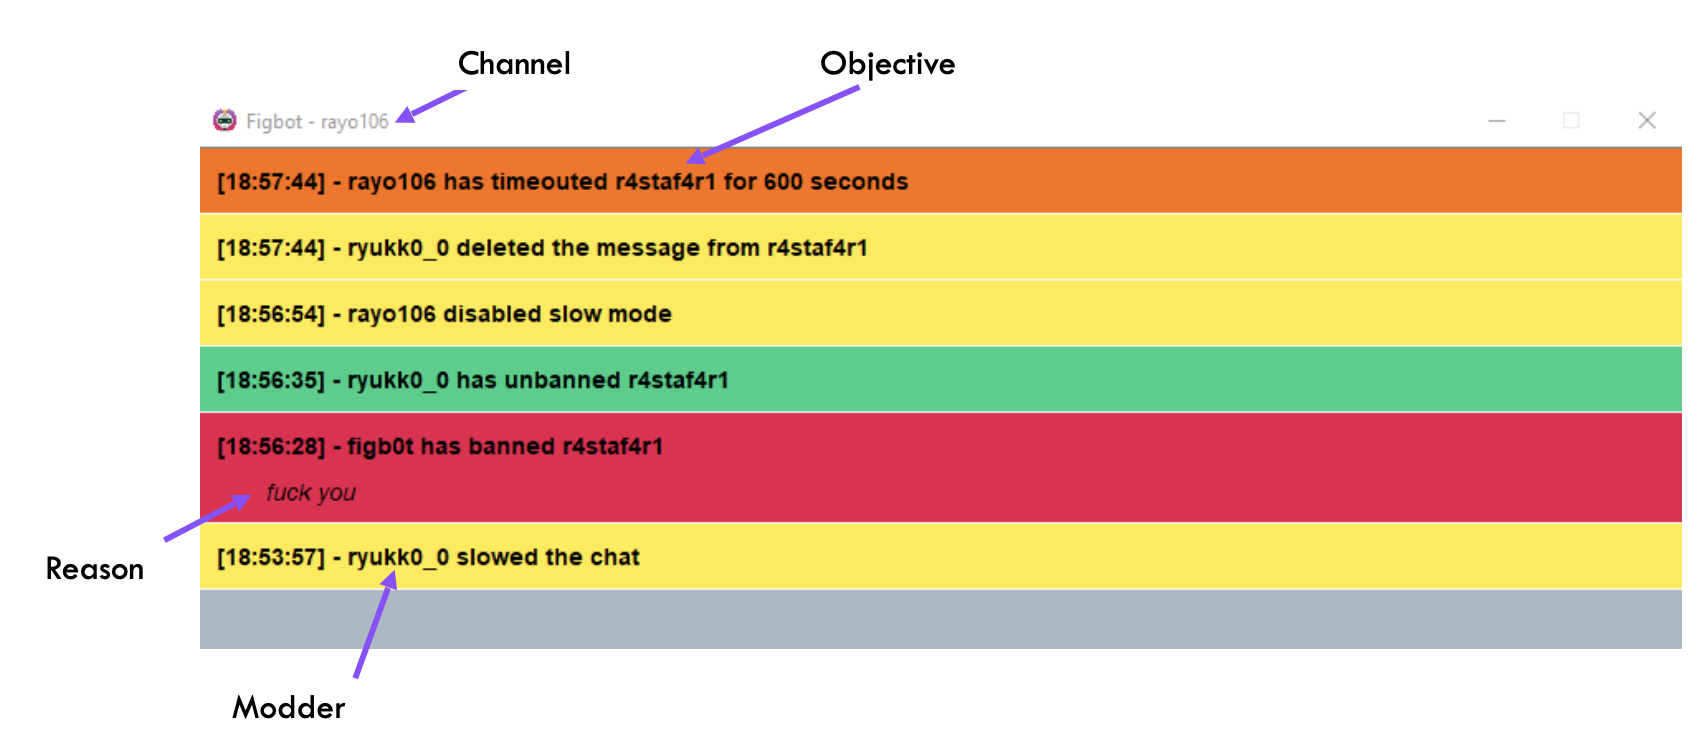 Channel
Objective
Figbot - rayo106
[18:57:44] - rayo106 has timeouted r4staf4r1 for 600 seconds
[18:57:44] - ryukk0_0 deleted the message from r4staf4r1
[18:56:54] - rayo106 disabled slow mode
[18:56:35] - ryukk0_0 has unbanned r4staf4r1
[18:56:28] - figb0t has banned r4staf4r1
fuck you
Reason
[18:53:57] - ryukk0_0 slowed the chat
Modder